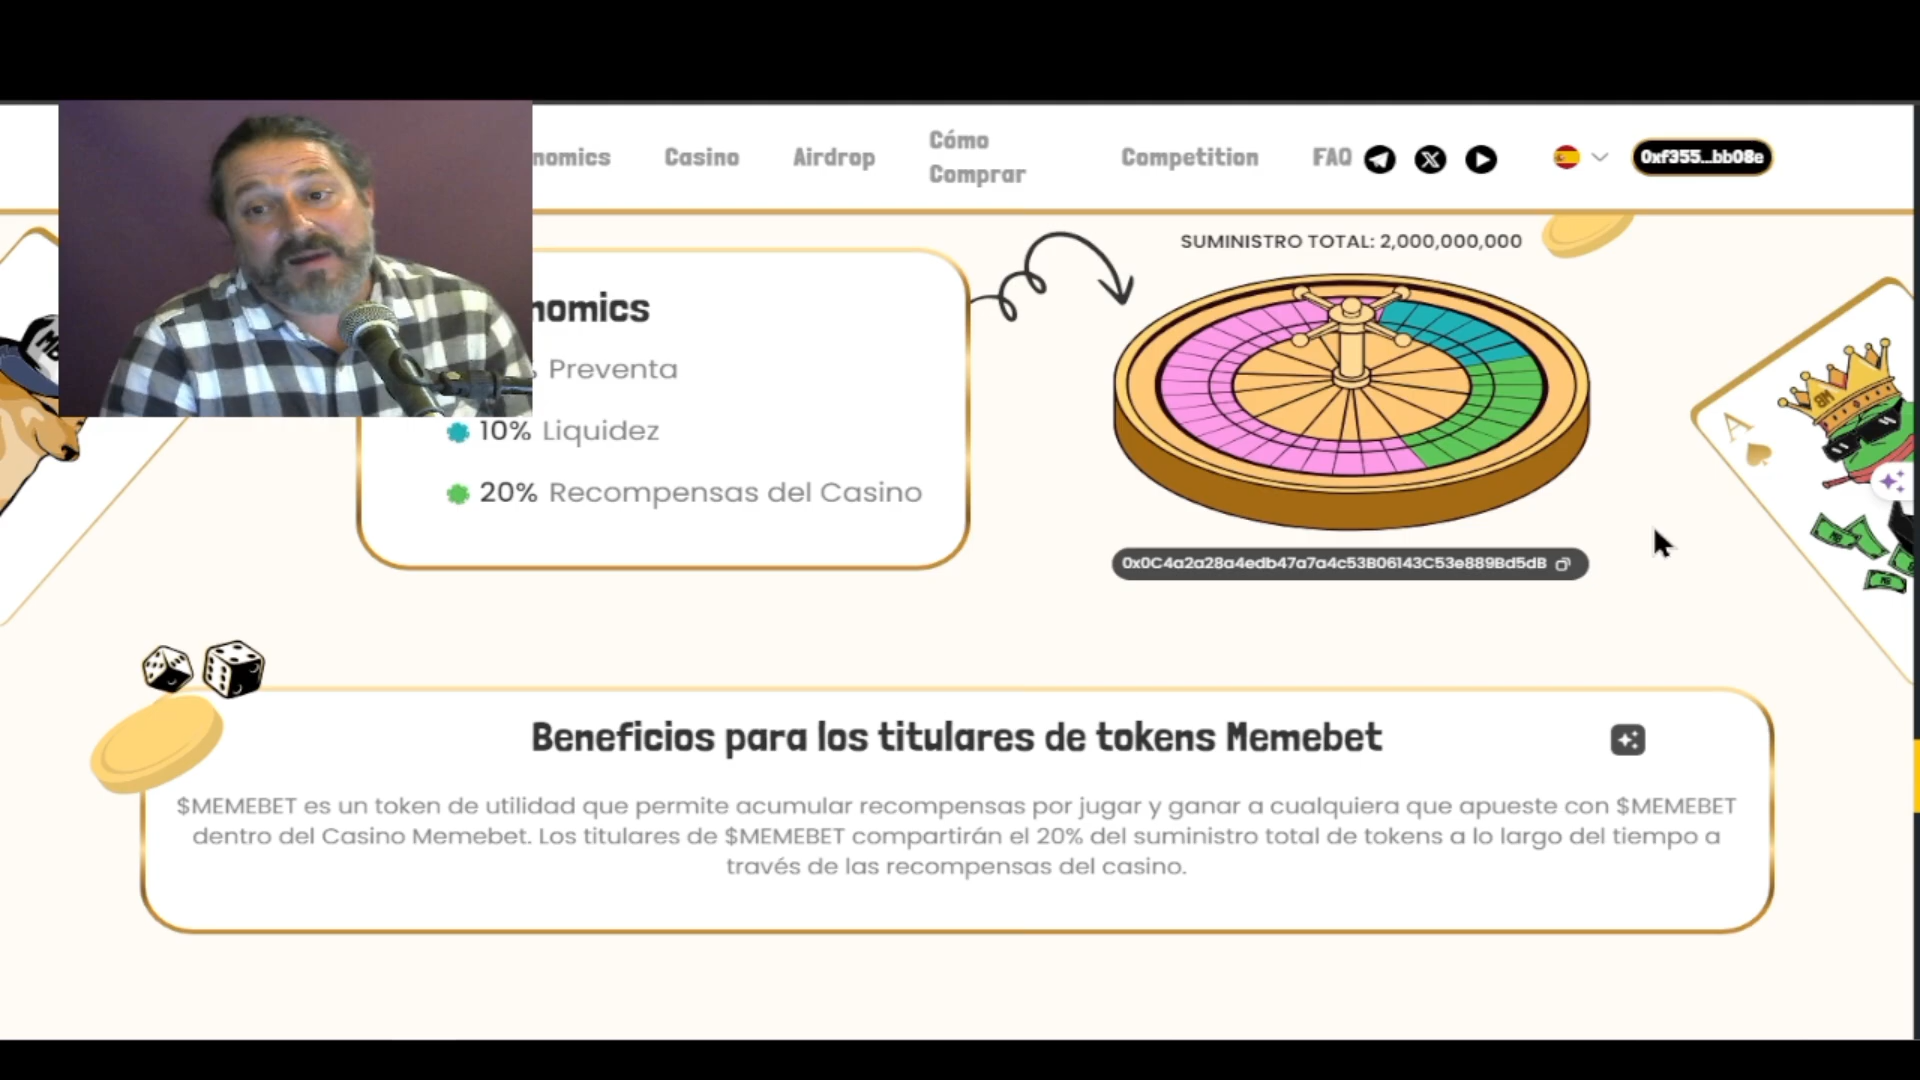 nomics
Casino
Airdrop
Cómo
Comprar
Competition
FAQ
0xf355...bb08e
SUMINISTRO TOTAL: 2,000,000,000
nomics
% Preventa
10% Liquidez
20% Recompensas del Casino
A
0x0C4a2a28a4edb47a7a4c53B06143C53e889Bd5dB
Beneficios para los titulares de tokens Memebet
$MEMEBET es un token de utilidad que permite acumular recompensas por jugar y ganar a cualquiera que apueste con $MEMEBET
dentro del Casino Memebet. Los titulares de $MEMEBET compartirán el 20% del suministro total de tokens a lo largo del tiempo a
través de las recompensas del casino.